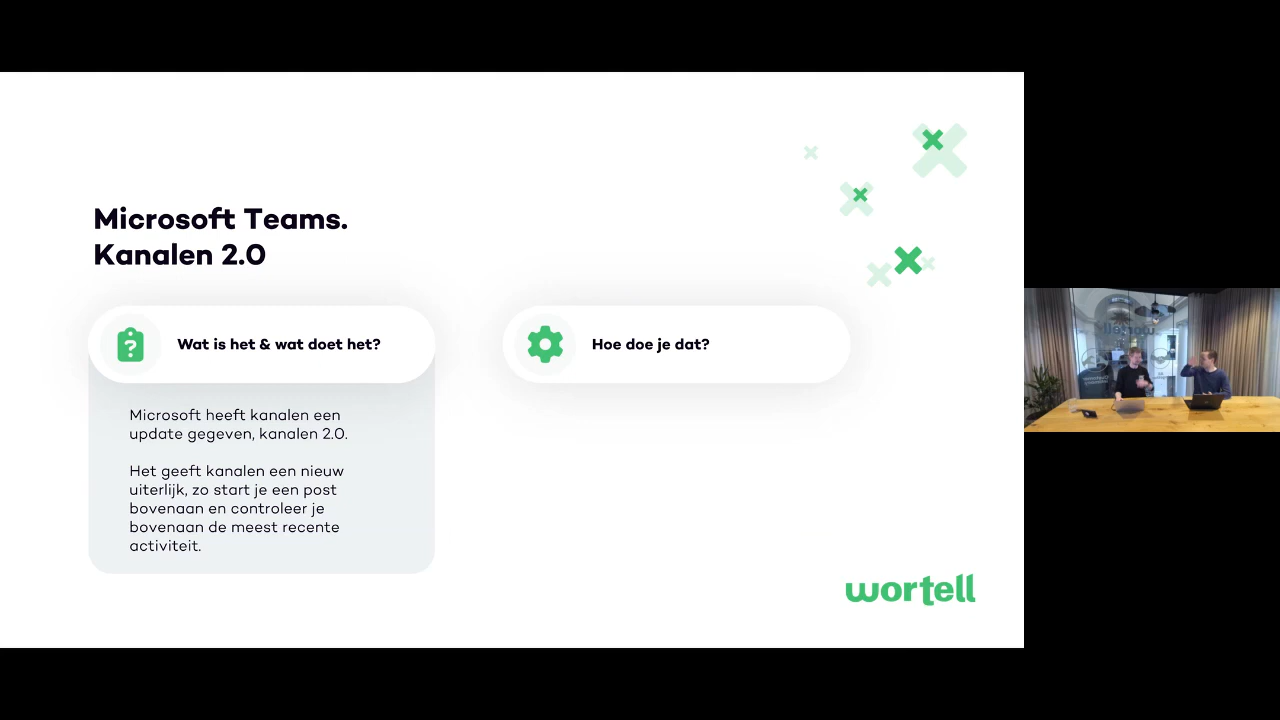 Microsoft Teams.
Kanalen 2.0
Wat is het & wat doet het?
Microsoft heeft kanalen een
update gegeven, kanalen 2.0.
Het geeft kanalen een nieuw
uiterlijk, zo start je een post
bovenaan en controleer je
bovenaan de meest recente
activiteit.
Hoe doe je dat?
wortell